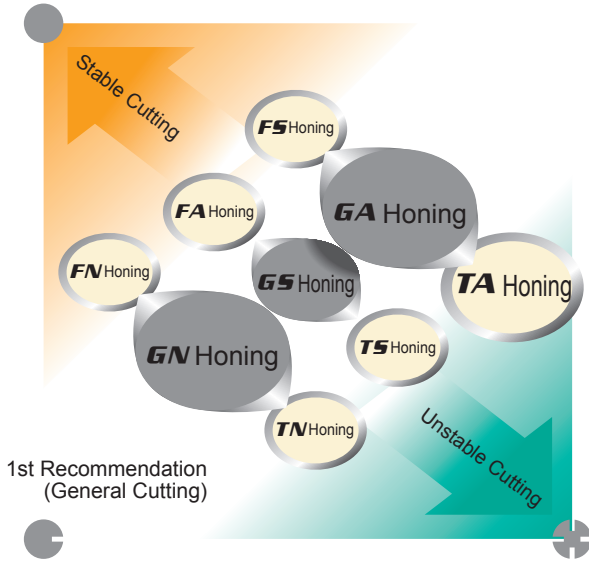 Stable Cutting
FS Honing
GA Honing
FA Honing
FN Honing
GS Honing
TA Honing
GN Honing
TS Honing
TN Honing
Unstable Cutting
1st Recommendation
(General Cutting)